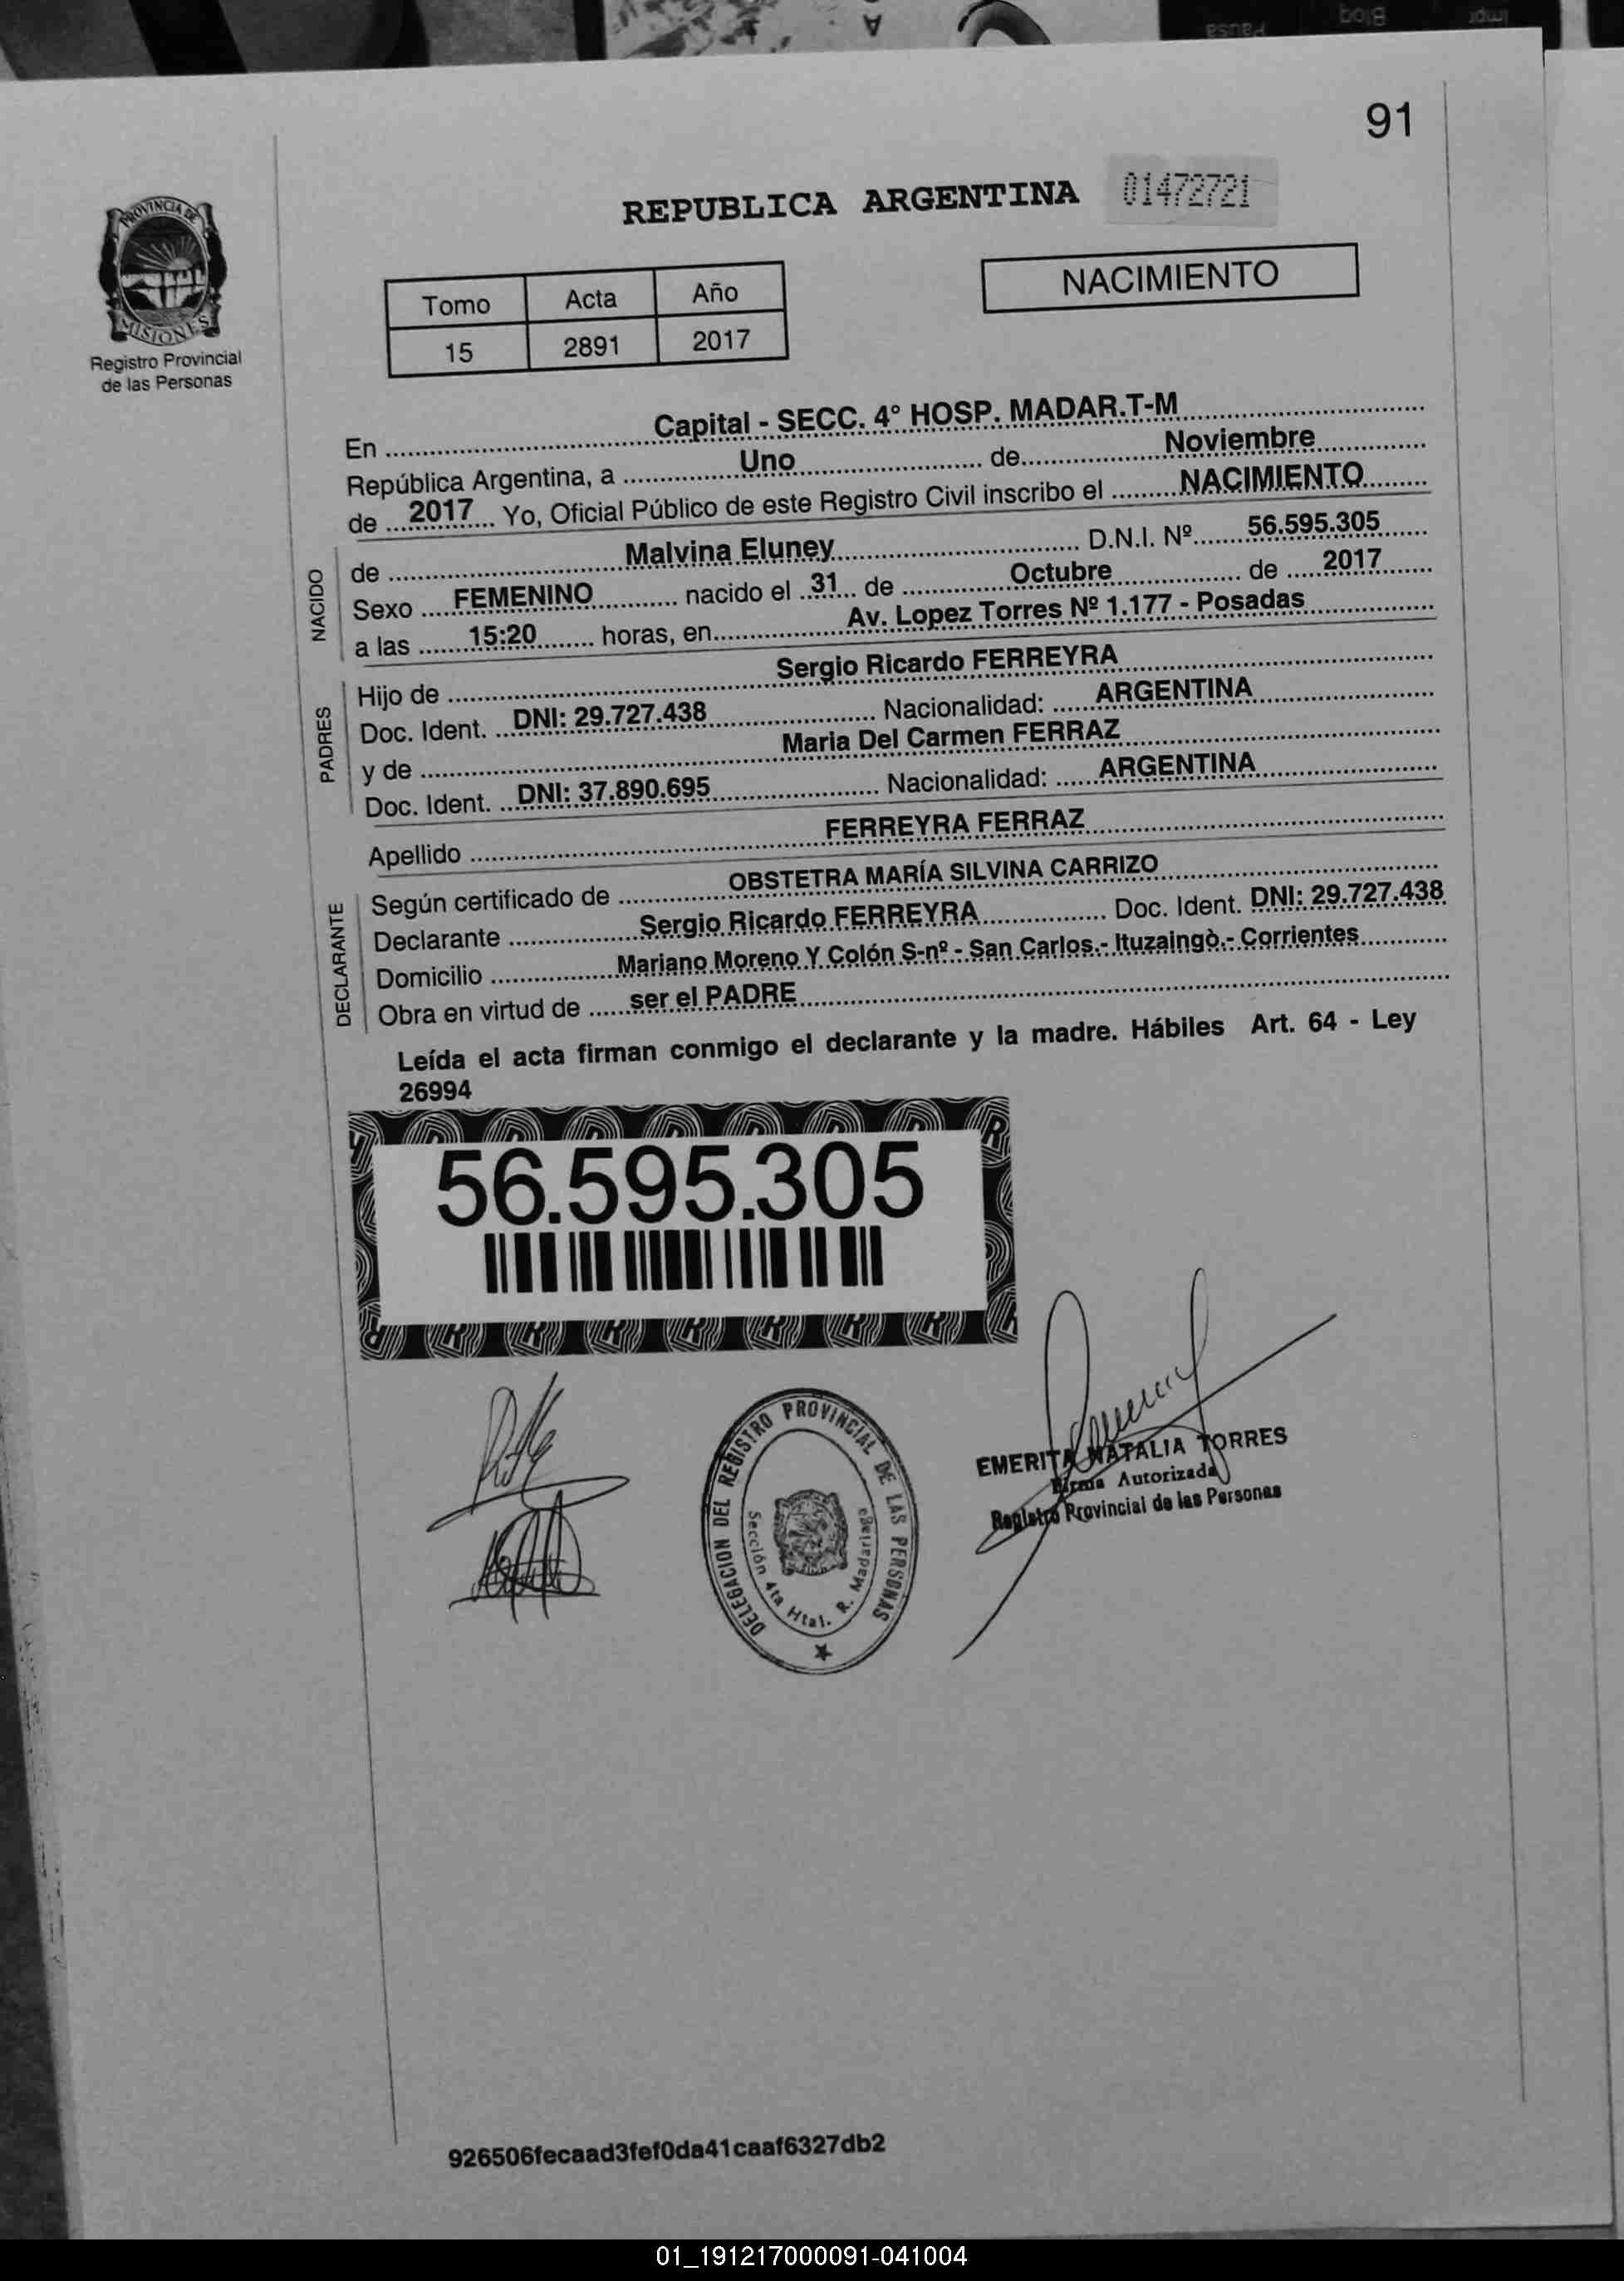 91
REPUBLICA ARGENTINA 01472721
PROVINCIA DE
MISIONES
Registro Provincial
de las Personas
Tomo Acta Año
15 2891 2017
NACIMIENTO
En Capital - SECC. 4° HOSP. MADAR.T-M
República Argentina, a Uno de Noviembre
de 2017 Yo, Oficial Público de este Registro Civil inscribo el NACIMIENTO
NACIDO
de Malvina Eluney D.N.I. Nº 56.595.305
Sexo FEMENINO nacido el 31 de Octubre de 2017
a las 15:20 horas, en Av. Lopez Torres Nº 1.177 - Posadas
PADRES
Hijo de Sergio Ricardo FERREYRA
Doc. Ident. DNI: 29.727.438 Nacionalidad: ARGENTINA
y de Maria Del Carmen FERRAZ
Doc. Ident. DNI: 37.890.695 Nacionalidad: ARGENTINA
Apellido FERREYRA FERRAZ
DECLARANTE
Según certificado de OBSTETRA MARÍA SILVINA CARRIZO
Declarante Sergio Ricardo FERREYRA Doc. Ident. DNI: 29.727.438
Domicilio Mariano Moreno Y Colón S-nº - San Carlos.- Ituzaingò.- Corrientes
Obra en virtud de ser el PADRE
Leída el acta firman conmigo el declarante y la madre. Hábiles Art. 64 - Ley
26994
56.595.305
DELEGACION DEL REGISTRO PROVINCIAL DE LAS PERSONAS
Sección 4ta Htal. R. Madariaga
EMERITA NATALIA TORRES
Firma Autorizada
Registro Provincial de las Personas
926506fecaad3fef0da41caaf6327db2
01_191217000091-041004